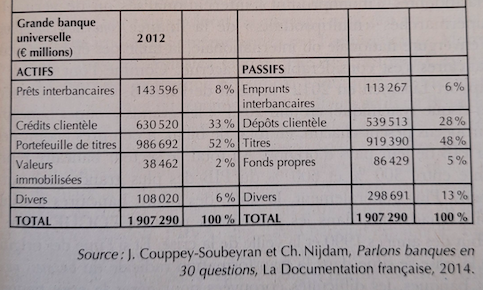 Grande banque
universelle
(€ millions) 2 012
ACTIFS PASSIFS
Prêts interbancaires 143 596 8 % Emprunts interbancaires 113 267 6 %
Crédits clientèle 630 520 33 % Dépôts clientèle 539 513 28 %
Portefeuille de titres 986 692 52 % Titres 919 390 48 %
Valeurs immobilisées 38 462 2 % Fonds propres 86 429 5 %
Divers 108 020 6 % Divers 298 691 13 %
TOTAL 1 907 290 100 % TOTAL 1 907 290 100 %
Source : J. Couppey-Soubeyran et Ch. Nijdam, Parlons banques en
30 questions, La Documentation française, 2014.